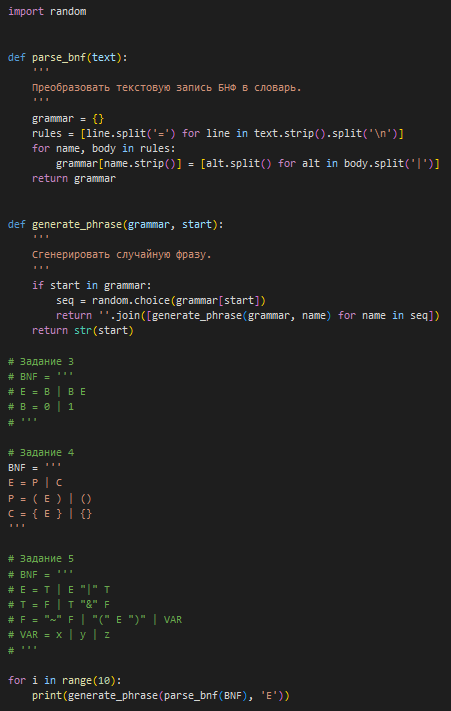 import random
def parse_bnf(text):
'''
Преобразовать текстовую запись БНФ в словарь.
'''
grammar = {}
rules = [line.split('=') for line in text.strip().split('\n')]
for name, body in rules:
grammar[name.strip()] = [alt.split() for alt in body.split('|')]
return grammar
def generate_phrase(grammar, start):
'''
Сгенерировать случайную фразу.
'''
if start in grammar:
seq = random.choice(grammar[start])
return ''.join([generate_phrase(grammar, name) for name in seq])
return str(start)
# Задание 3
# BNF = '''
# E = B | B E
# B = 0 | 1
# '''
# Задание 4
BNF = '''
E = P | C
P = ( E ) | ()
C = { E } | {}
'''
# Задание 5
# BNF = '''
# E = T | E "|" T
# T = F | T "&" F
# F = "~" F | "(" E ")" | VAR
# VAR = x | y | z
# '''
for i in range(10):
print(generate_phrase(parse_bnf(BNF), 'E'))